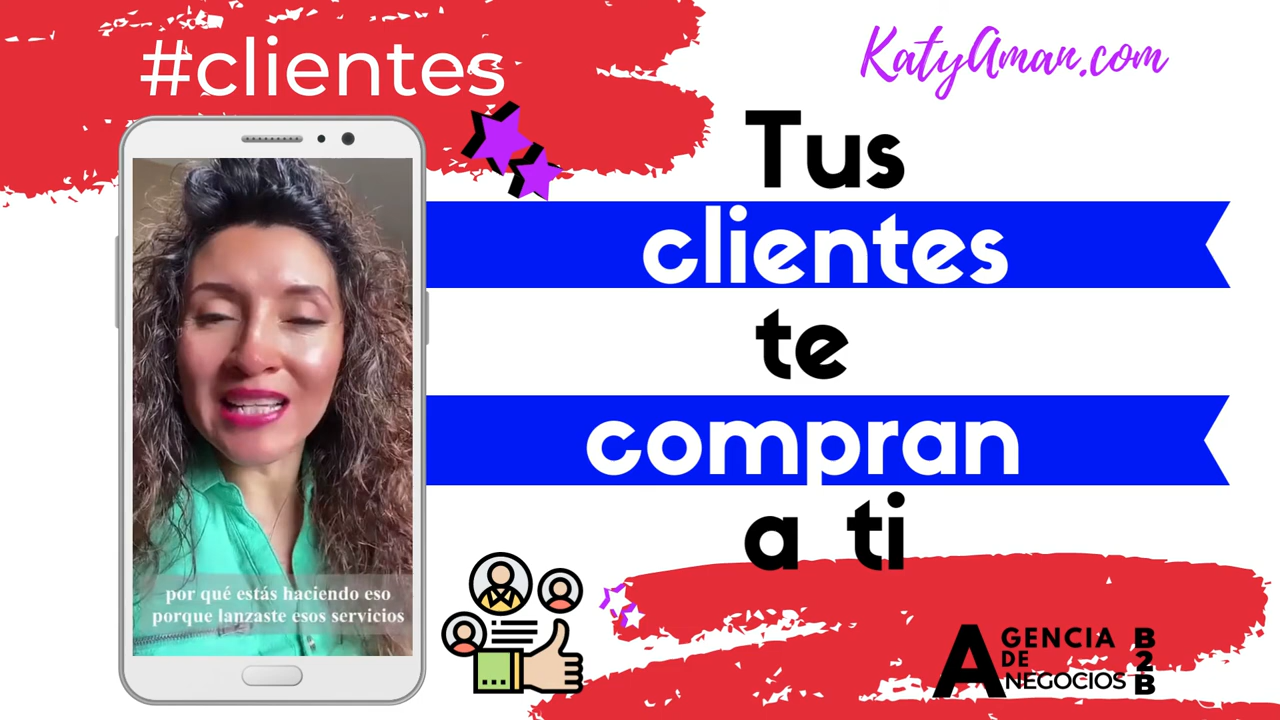 #clientes
KatyAman.com
Tus
clientes
te
compran
a ti
por qué estás haciendo eso
porque lanzaste esos servicios
AGENCIA
DE
NEGOCIOS
B2B